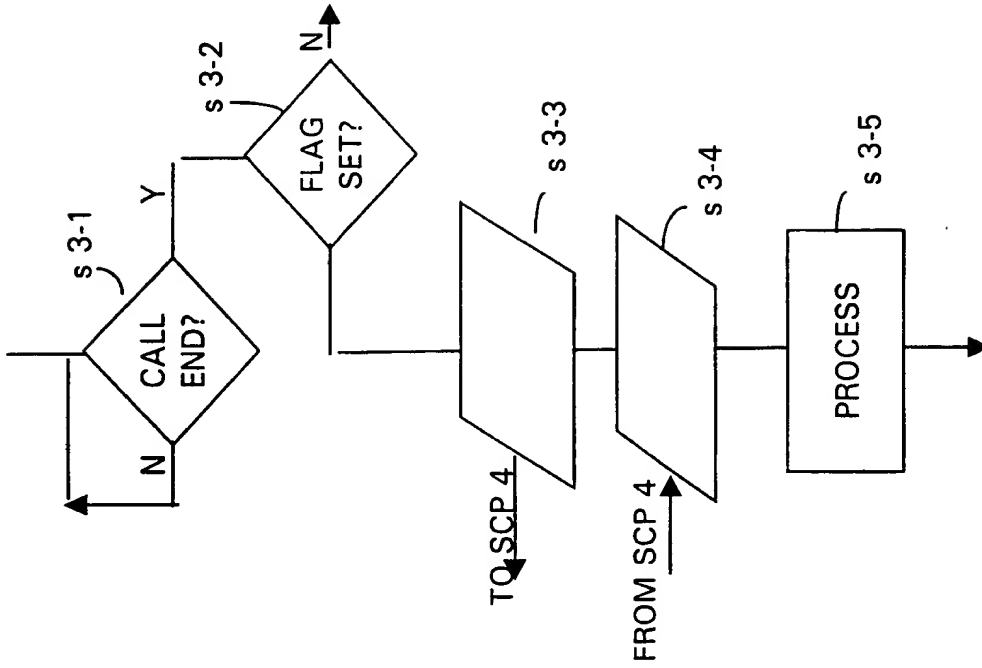 s 3-1
CALL
END?
Y
N
s 3-2
FLAG
SET?
N
s 3-3
TO SCP 4
s 3-4
FROM SCP 4
PROCESS
s 3-5